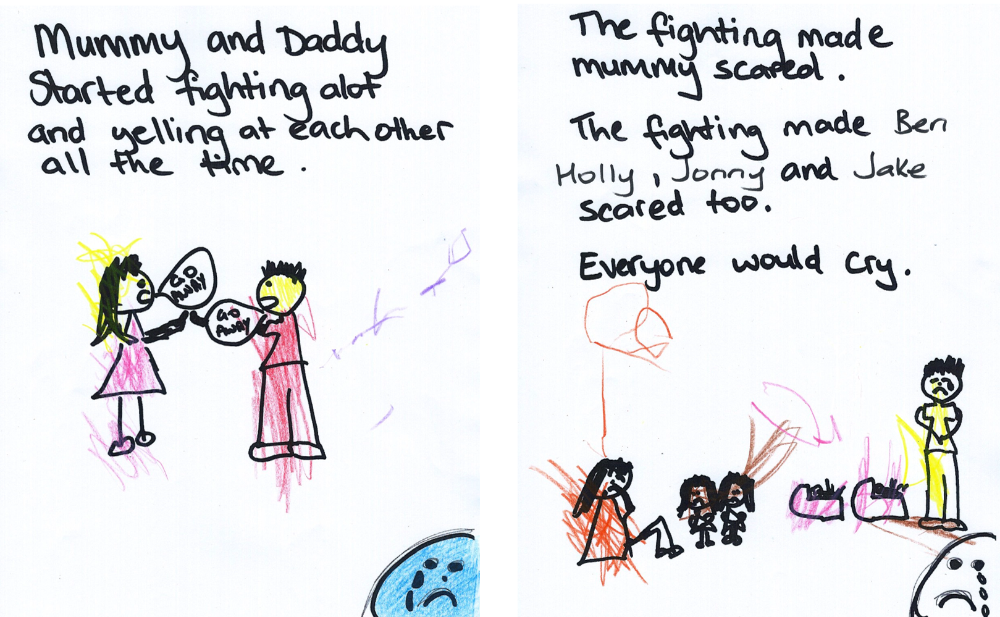 Mummy and Daddy
Started fighting alot
and yelling at each other
all the time.
GO
AWAY
GO
AWAY
The fighting made
mummy scared.
The fighting made Ben
Holly, Jonny and Jake
scared too.
Everyone would cry.